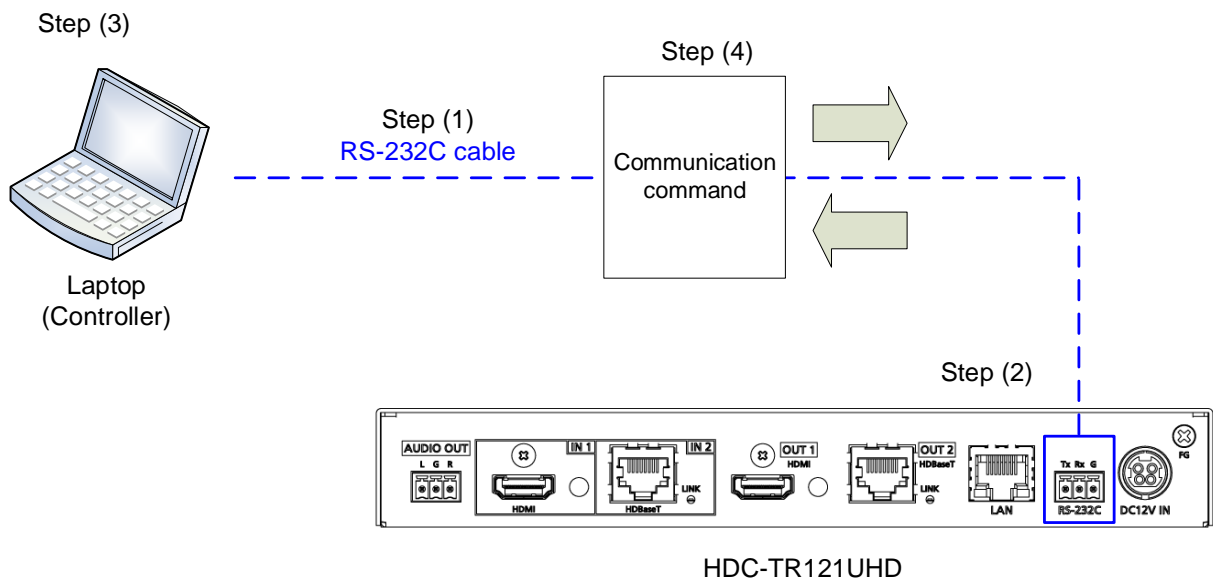 Step (3)
Step (4)
Step (1)
RS-232C cable
Communication
command
Laptop
(Controller)
Step (2)
AUDIO OUT
L G R
IN 1
HDMI
IN 2
LINK
HDBaseT
OUT 1
HDMI
OUT 2
HDBaseT
LINK
LAN
Tx Rx G
RS-232C
DC12V IN
FG
HDC-TR121UHD